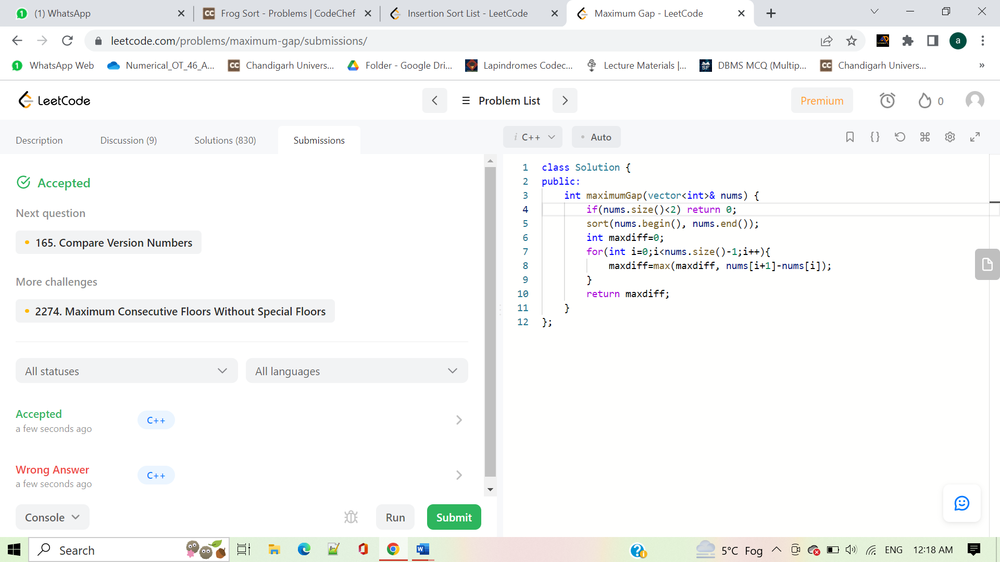 (1) WhatsApp
Frog Sort - Problems | CodeChef
Insertion Sort List - LeetCode
Maximum Gap - LeetCode
leetcode.com/problems/maximum-gap/submissions/
a
WhatsApp Web
Numerical_OT_46_A...
Chandigarh Univers...
Folder - Google Dri...
Lapindromes Codec...
Lecture Materials |...
DBMS MCQ (Multip...
Chandigarh Univers...
»
LeetCode
Problem List
Premium
0
Description
Discussion (9)
Solutions (830)
Submissions
i C++
• Auto
Accepted
Next question
165. Compare Version Numbers
More challenges
2274. Maximum Consecutive Floors Without Special Floors
All statuses
All languages
Accepted
a few seconds ago
C++
Wrong Answer
a few seconds ago
C++
Console
Run
Submit
1 class Solution {
2 public:
3 int maximumGap(vector<int>& nums) {
4 if(nums.size()<2) return 0;
5 sort(nums.begin(), nums.end());
6 int maxdiff=0;
7 for(int i=0;i<nums.size()-1;i++){
8 maxdiff=max(maxdiff, nums[i+1]-nums[i]);
9 }
10 return maxdiff;
11 }
12 };
Search
5°C Fog
ENG
12:18 AM